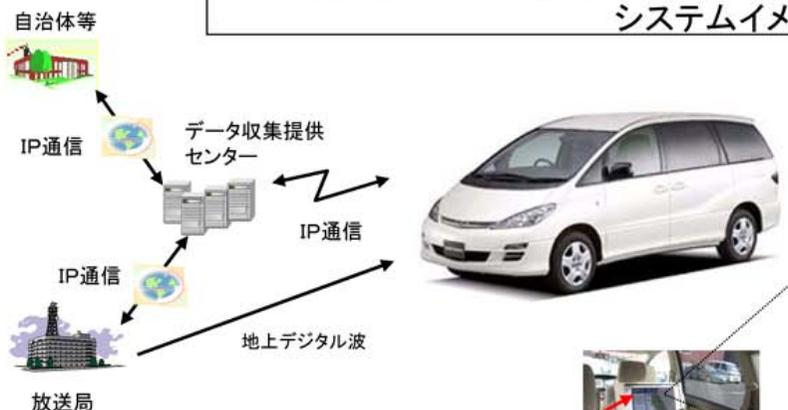 システムイメ
自治体等
IP通信
データ収集提供
センター
IP通信
IP通信
地上デジタル波
放送局